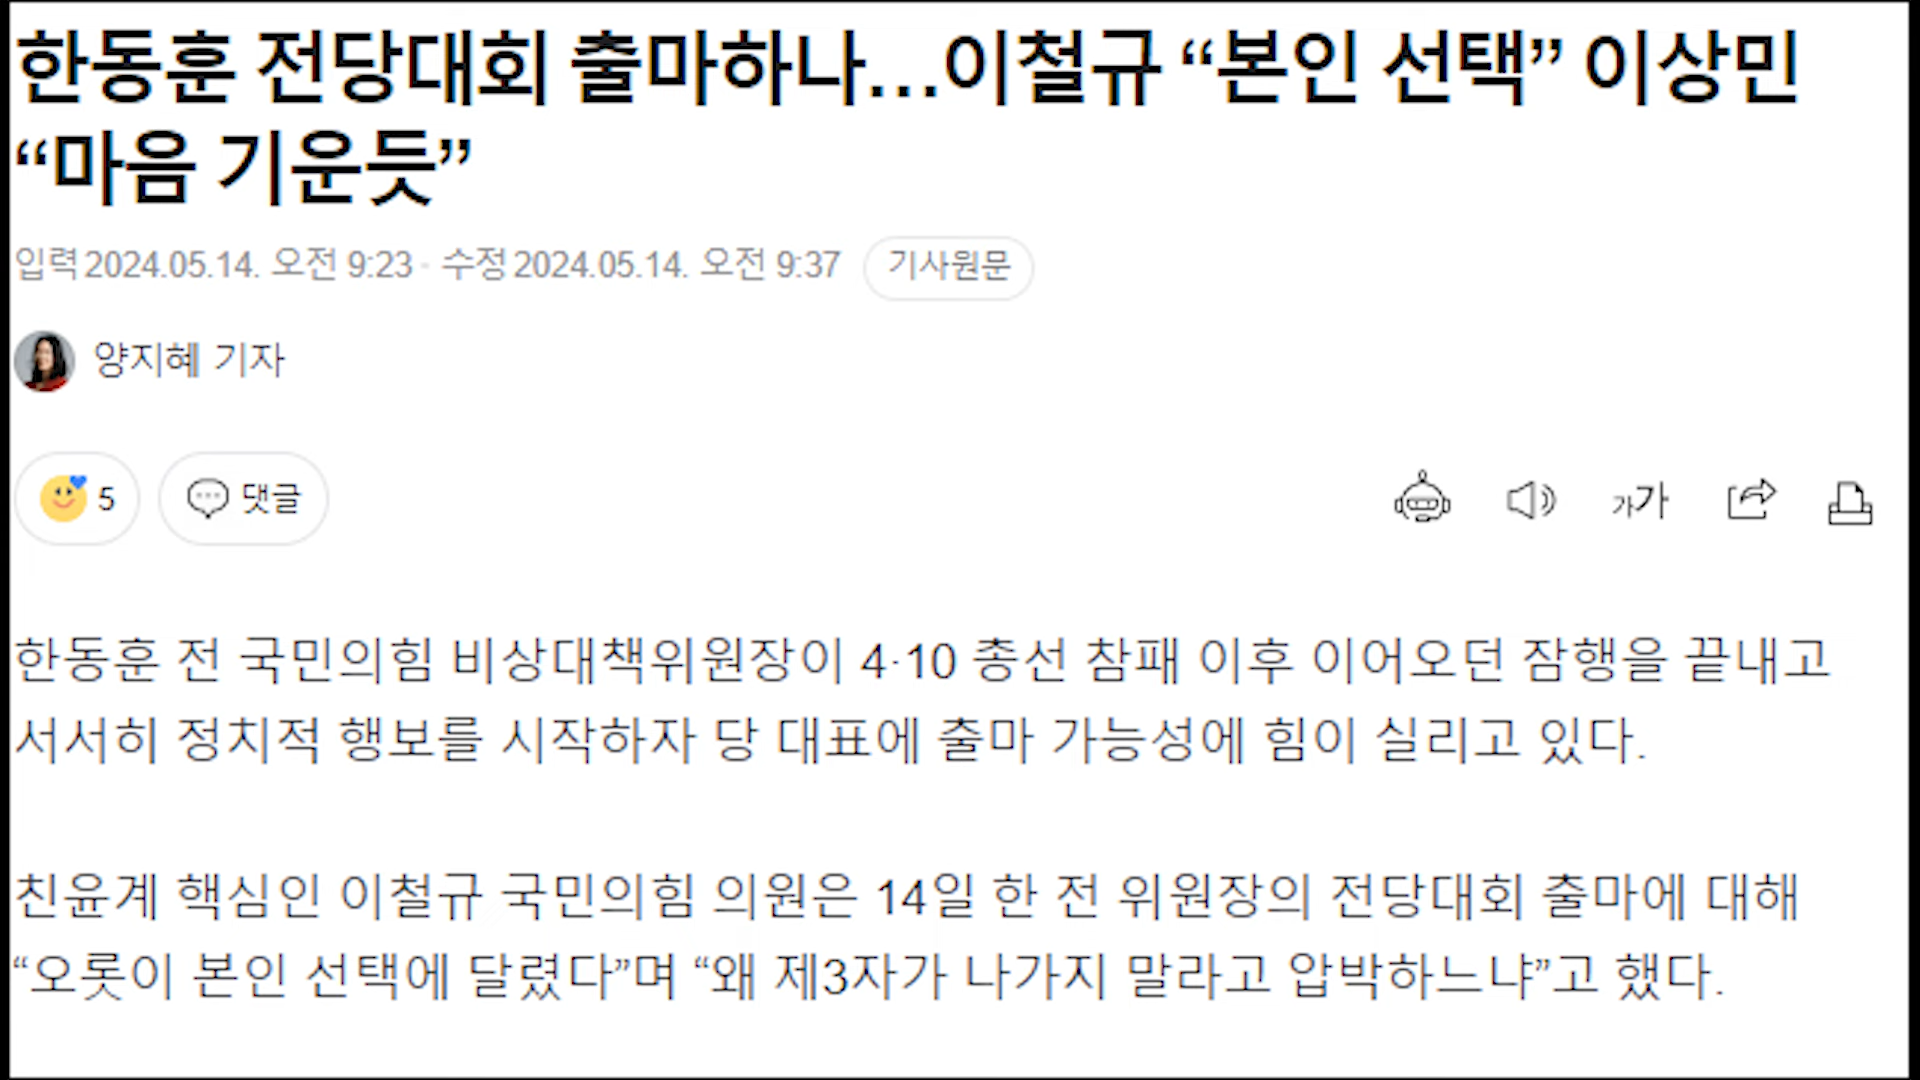 한동훈 전당대회 출마하나…이철규 “본인 선택” 이상민
“마음 기운듯”
입력 2024.05.14. 오전 9:23 · 수정 2024.05.14. 오전 9:37 기사원문
양지혜 기자
5 댓글 가가
한동훈 전 국민의힘 비상대책위원장이 4·10 총선 참패 이후 이어오던 잠행을 끝내고
서서히 정치적 행보를 시작하자 당 대표에 출마 가능성에 힘이 실리고 있다.
친윤계 핵심인 이철규 국민의힘 의원은 14일 한 전 위원장의 전당대회 출마에 대해
“오롯이 본인 선택에 달렸다”며 “왜 제3자가 나가지 말라고 압박하느냐”고 했다.